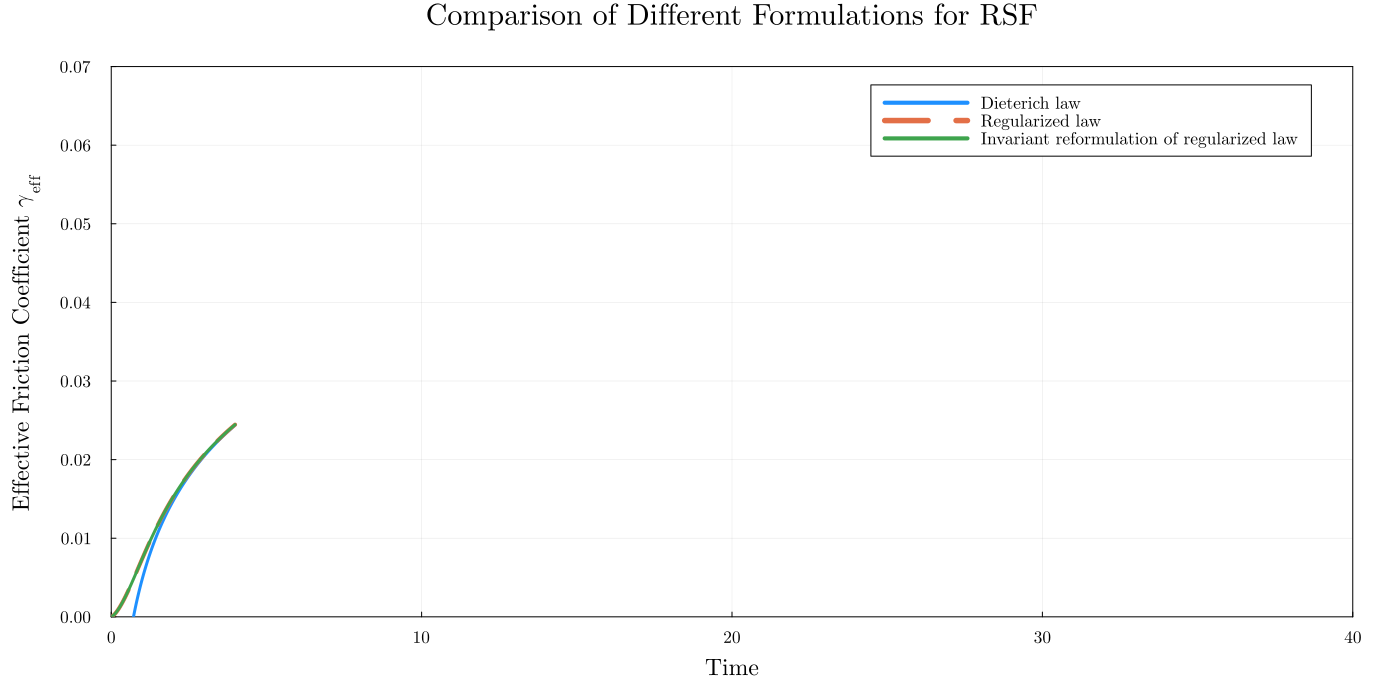 Comparison of Different Formulations for RSF
Effective Friction Coefficient γ_eff
0.07
0.06
0.05
0.04
0.03
0.02
0.01
0.00
Dieterich law
Regularized law
Invariant reformulation of regularized law
0 10 20 30 40
Time